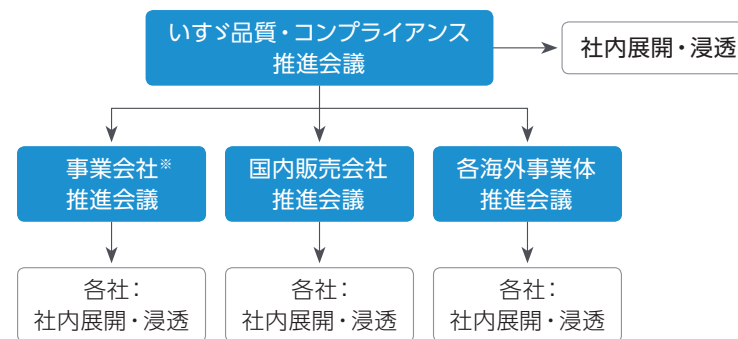 いすゞ品質・コンプライアンス
推進会議
社内展開・浸透
事業会社※
推進会議
国内販売会社
推進会議
各海外事業体
推進会議
各社：
社内展開・浸透
各社：
社内展開・浸透
各社：
社内展開・浸透